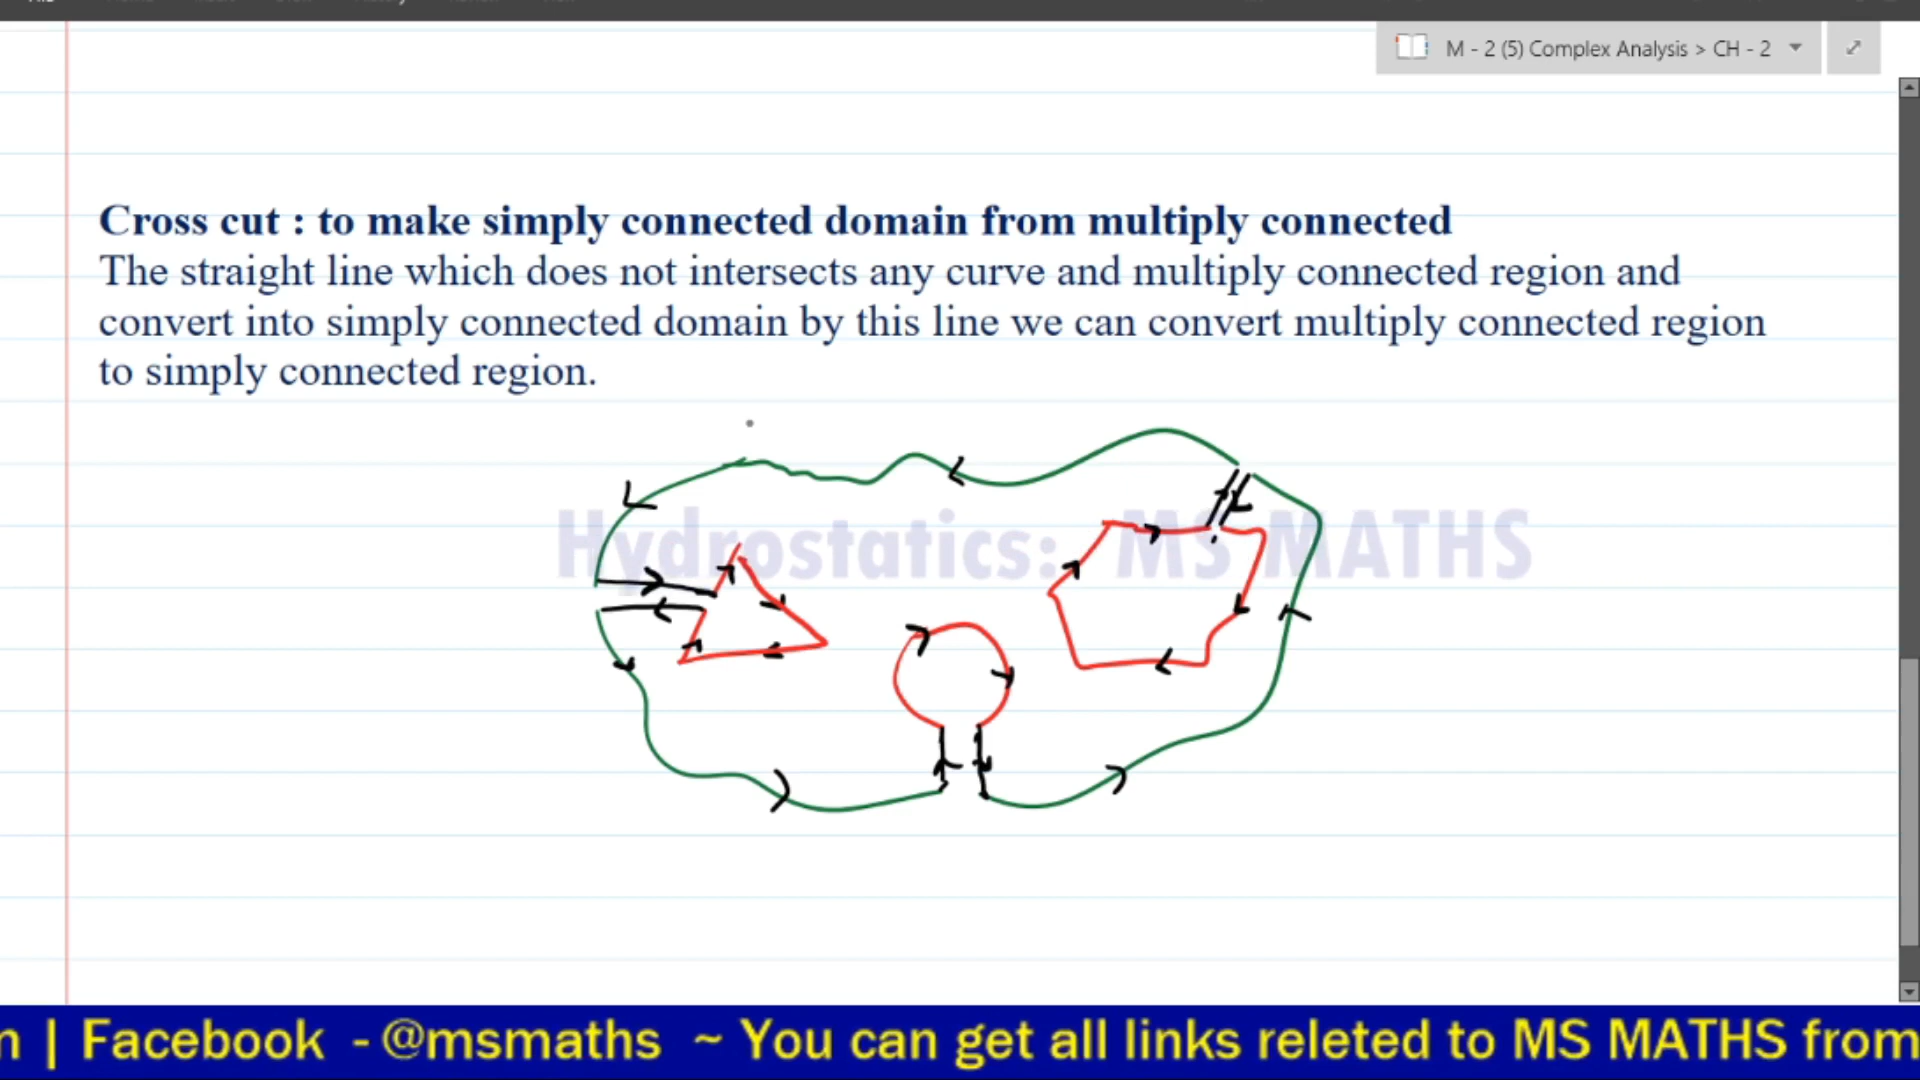 M - 2 (5) Complex Analysis > CH - 2
Cross cut : to make simply connected domain from multiply connected
The straight line which does not intersects any curve and multiply connected region and
convert into simply connected domain by this line we can convert multiply connected region
to simply connected region.
Hydrostatics: MS MATHS
| Facebook - @msmaths ~ You can get all links releted to MS MATHS from